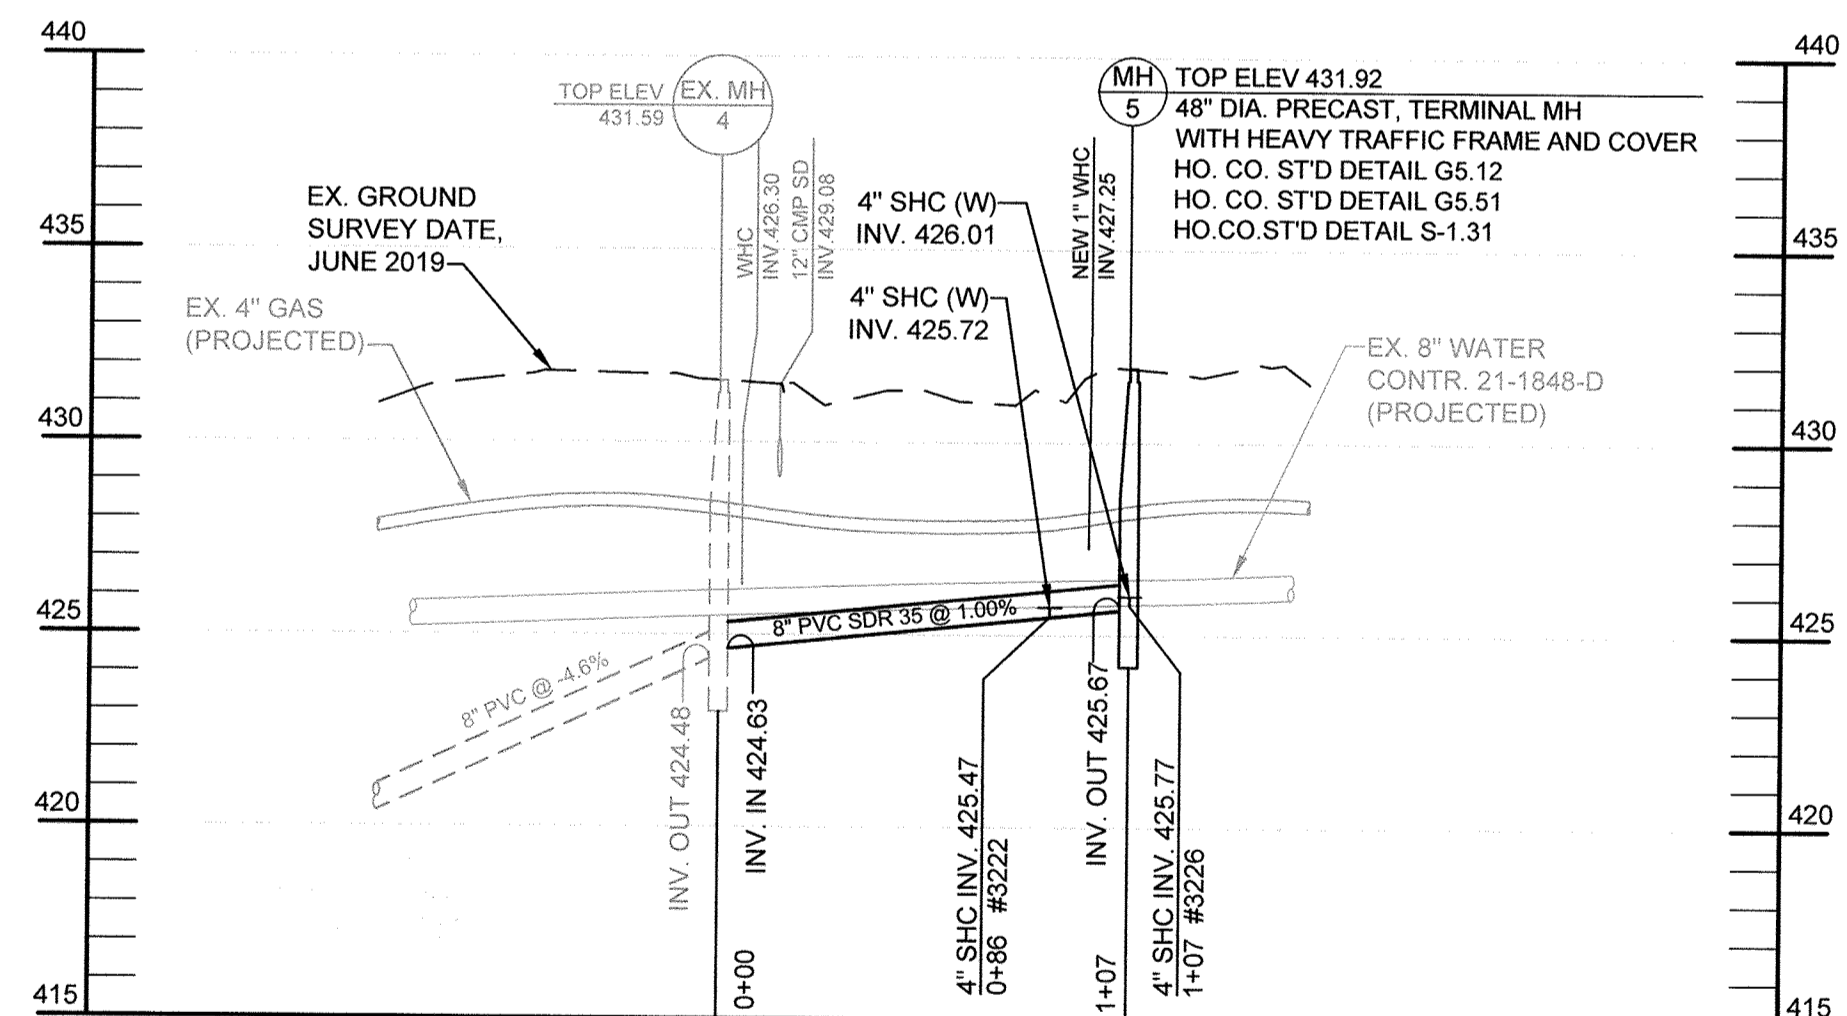 440
440
TOP ELEV
431.59
EX. MH
4
MH
5
TOP ELEV 431.92
48" DIA. PRECAST, TERMINAL MH
WITH HEAVY TRAFFIC FRAME AND COVER
HO. CO. ST'D DETAIL G5.12
HO. CO. ST'D DETAIL G5.51
HO.CO.ST'D DETAIL S-1.31
EX. GROUND
SURVEY DATE,
JUNE 2019
WHC
INV.426.30
12" CMP SD
INV.429.08
4" SHC (W)
INV. 426.01
NEW 1" WHC
INV.427.25
435
435
EX. 4" GAS
(PROJECTED)
4" SHC (W)
INV. 425.72
EX. 8" WATER
CONTR. 21-1848-D
(PROJECTED)
430
430
425
425
8" PVC SDR 35 @ 1.00%
8" PVC @ -4.6%
INV. OUT 424.48
INV. IN 424.63
4" SHC INV. 425.47
0+86 #3222
INV. OUT 425.67
4" SHC INV. 425.77
1+07 #3226
420
420
0+00
1+07
415
415